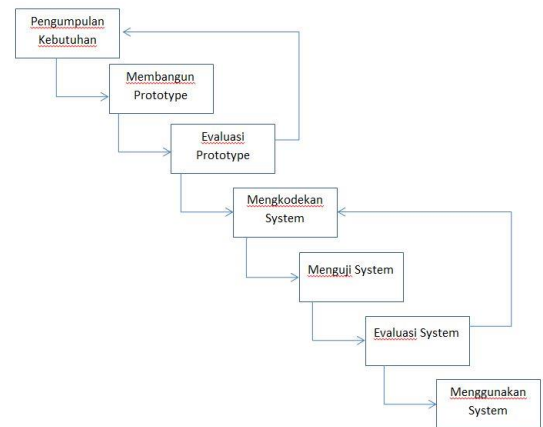 Pengumpulan
Kebutuhan
Membangun
Prototype
Evaluasi
Prototype
Mengkodekan
System
Menguji System
Evaluasi System
Menggunakan
System